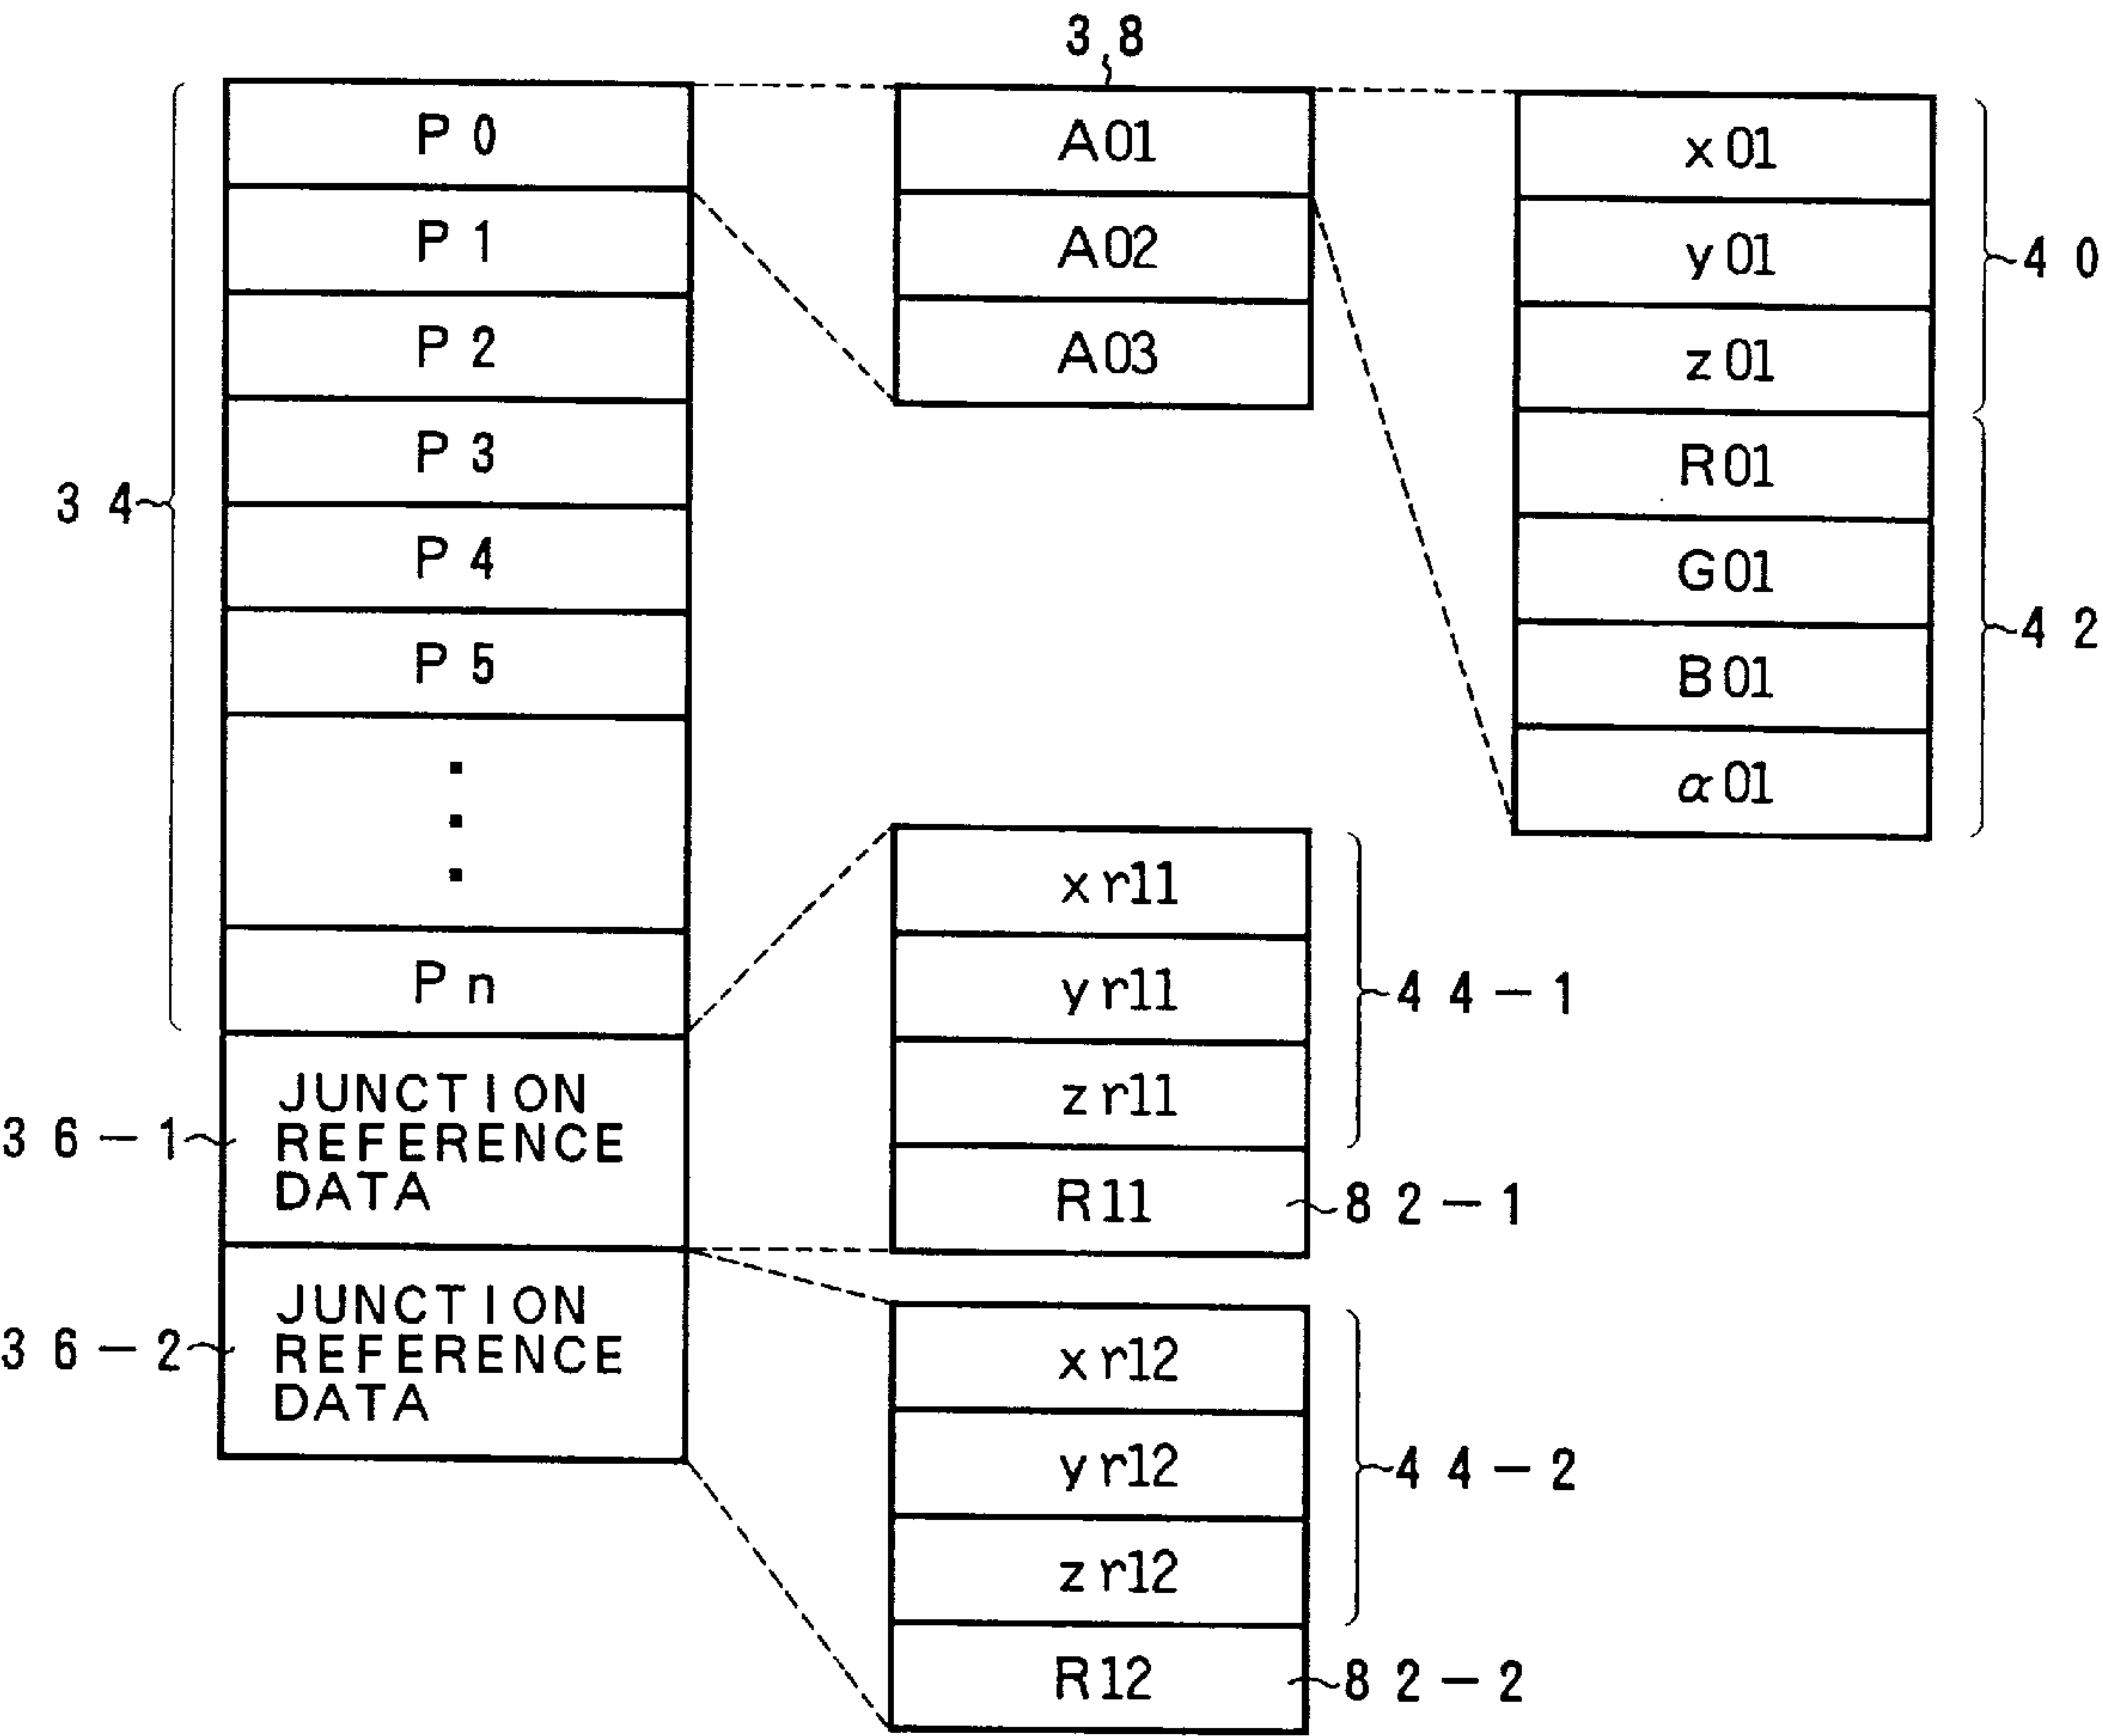 38
P0
P1
P2
P3
P4
P5
Pn
34
JUNCTION
REFERENCE
DATA
36-1
JUNCTION
REFERENCE
DATA
36-2
A01
A02
A03
x01
y01
z01
R01
G01
B01
α01
40
42
xr11
yr11
zr11
R11
44-1
82-1
xr12
yr12
zr12
R12
44-2
82-2